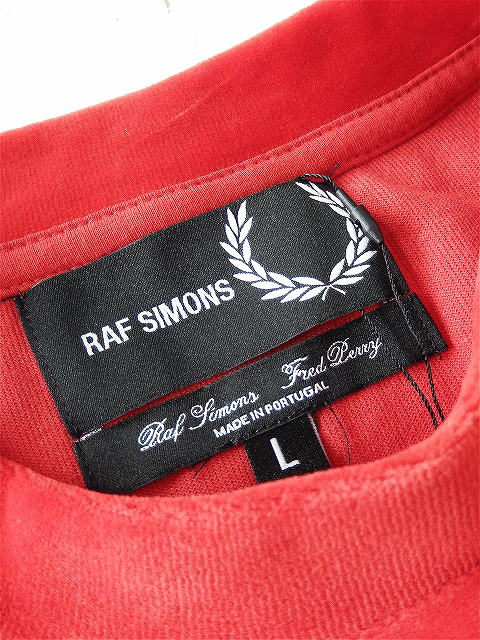 RAF SIMONS
Raf Simons Fred Perry
MADE IN PORTUGAL
L